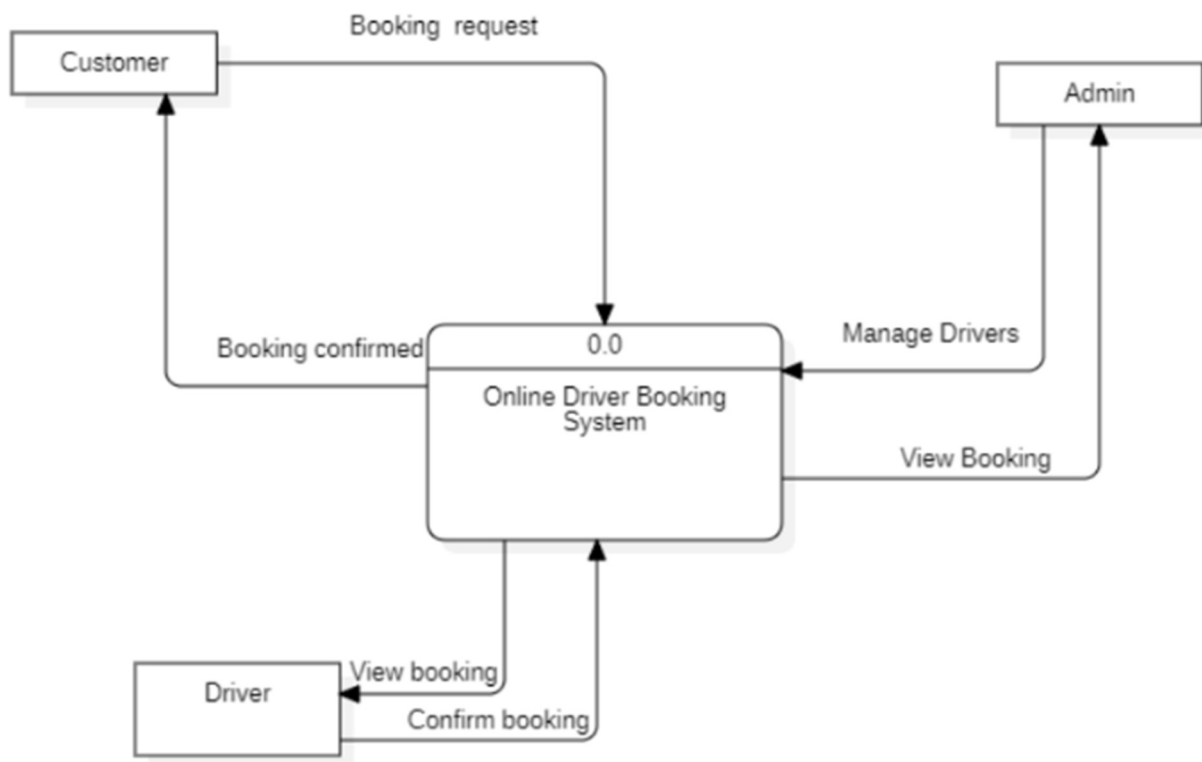 Booking request
Customer
Admin
Manage Drivers
0.0
Booking confirmed
Online Driver Booking
System
View Booking
View booking
Driver
Confirm booking